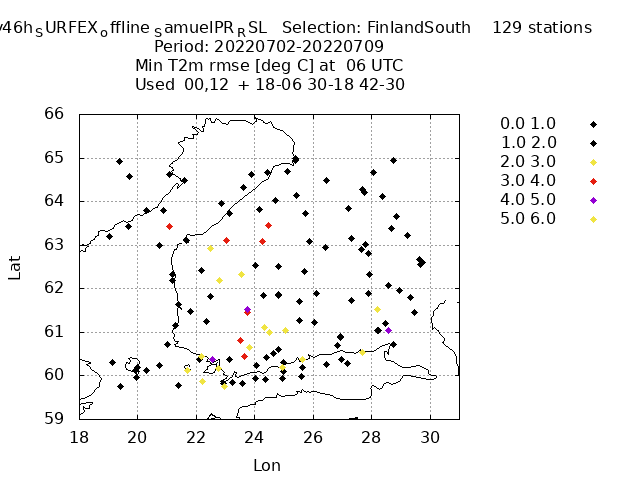 46h_SURFEX_offline_SamuelPR_RSL Selection: FinlandSouth 129 stations
Period: 20220702-20220709
Min T2m rmse [deg C] at 06 UTC
Used 00,12 + 18-06 30-18 42-30
66
65
64
63
62
61
60
59
18 20 22 24 26 28 30
Lat
Lon
0.0 1.0
1.0 2.0
2.0 3.0
3.0 4.0
4.0 5.0
5.0 6.0